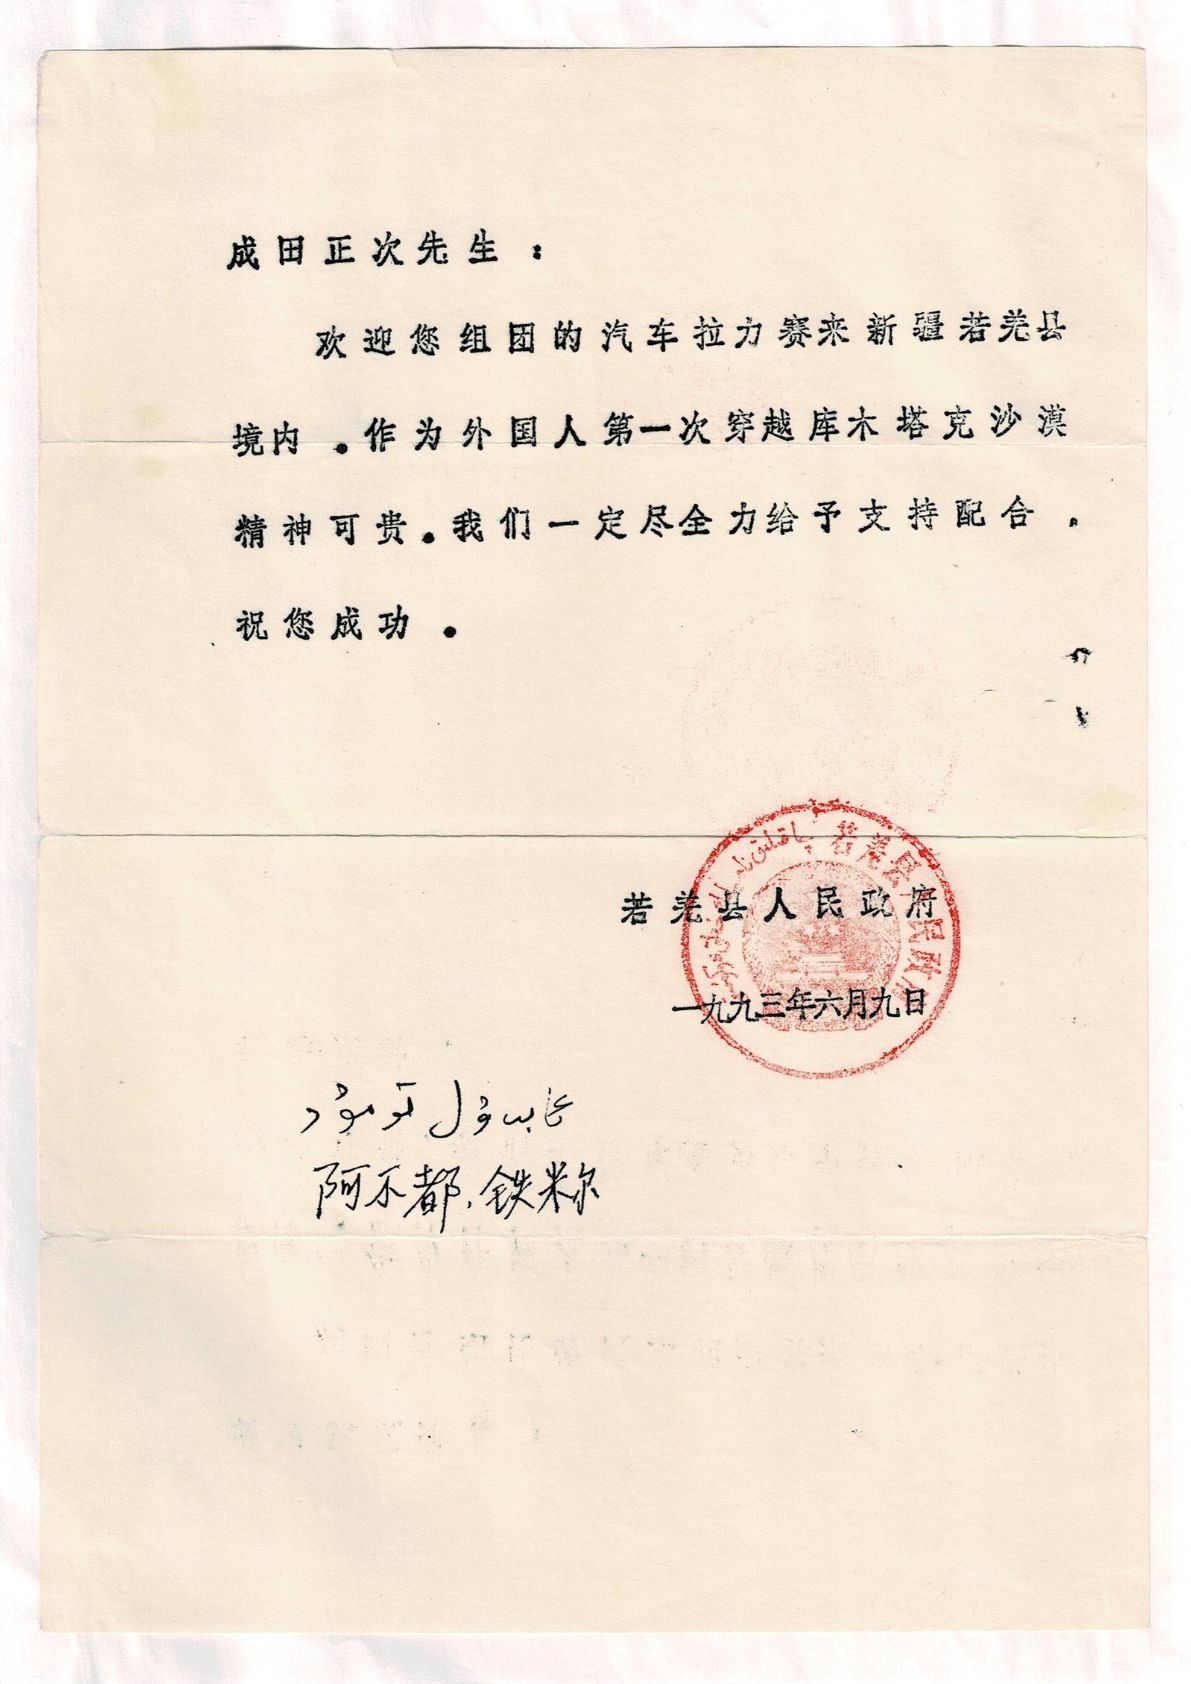 成田正次先生：
欢迎您组团的汽车拉力赛来新疆若羌县
境内。作为外国人第一次穿越库木塔克沙漠
精神可贵。我们一定尽全力给予支持配合。
祝您成功。
若羌县人民政府
若羌县人民政府
一九九三年六月九日
阿不都．铁米尔